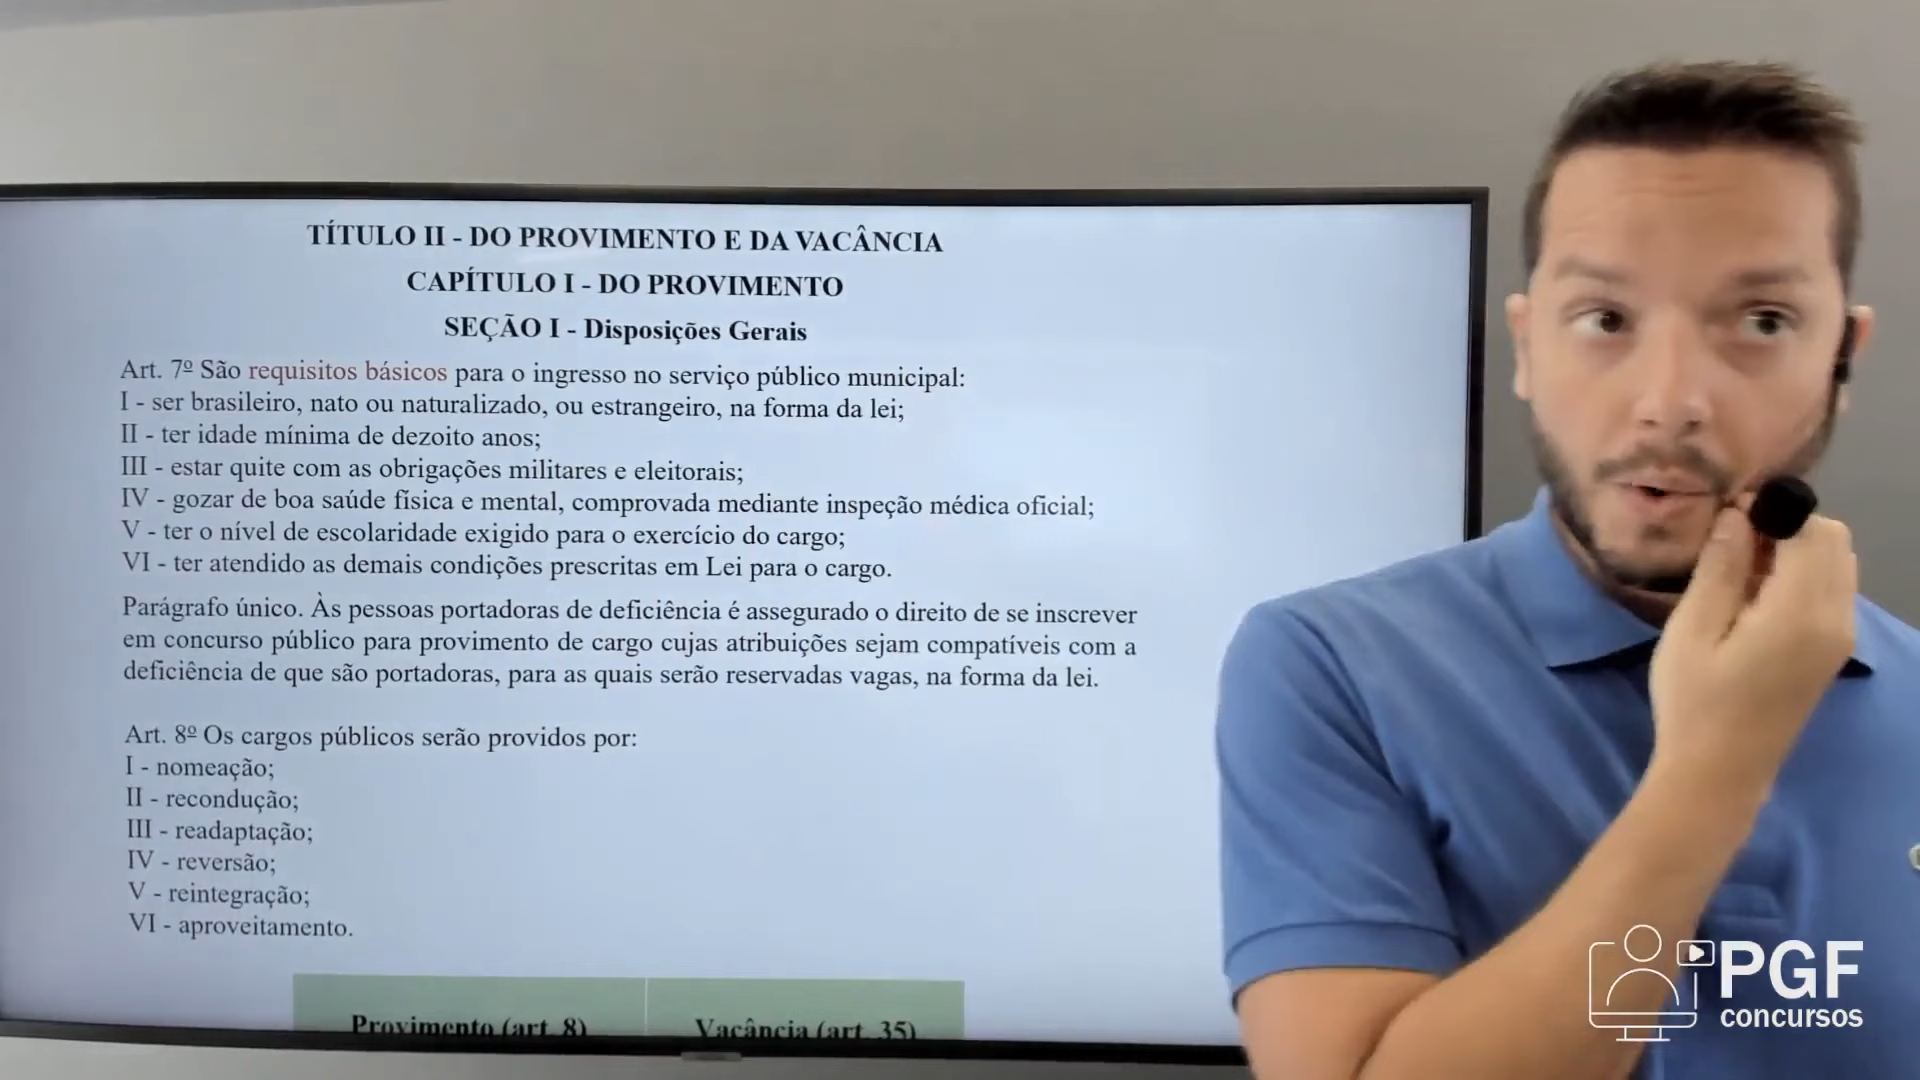 TÍTULO II - DO PROVIMENTO E DA VACÂNCIA
CAPÍTULO I - DO PROVIMENTO
SEÇÃO I - Disposições Gerais
Art. 7º São requisitos básicos para o ingresso no serviço público municipal:
I - ser brasileiro, nato ou naturalizado, ou estrangeiro, na forma da lei;
II - ter idade mínima de dezoito anos;
III - estar quite com as obrigações militares e eleitorais;
IV - gozar de boa saúde física e mental, comprovada mediante inspeção médica oficial;
V - ter o nível de escolaridade exigido para o exercício do cargo;
VI - ter atendido as demais condições prescritas em Lei para o cargo.
Parágrafo único. Às pessoas portadoras de deficiência é assegurado o direito de se inscrever
em concurso público para provimento de cargo cujas atribuições sejam compatíveis com a
deficiência de que são portadoras, para as quais serão reservadas vagas, na forma da lei.
Art. 8º Os cargos públicos serão providos por:
I - nomeação;
II - recondução;
III - readaptação;
IV - reversão;
V - reintegração;
VI - aproveitamento.
Provimento (art. 8) Vacância (art. 35)
PGF
concursos